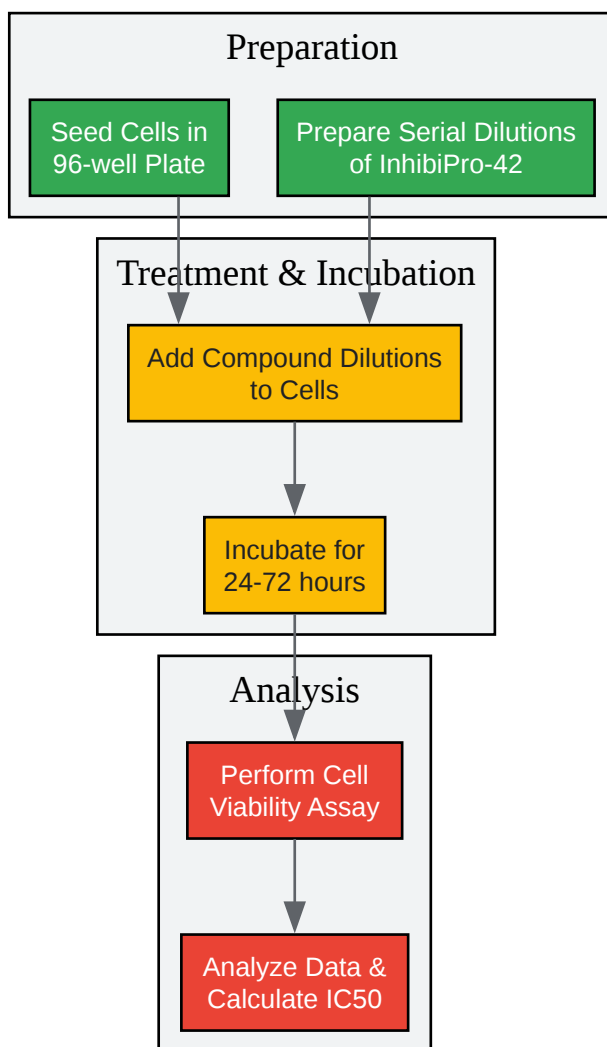 Preparation
Seed Cells in
96-well Plate
Prepare Serial Dilutions
of InhibiPro-42
Treatment & Incubation
Add Compound Dilutions
to Cells
Incubate for
24-72 hours
Analysis
Perform Cell
Viability Assay
Analyze Data &
Calculate IC50